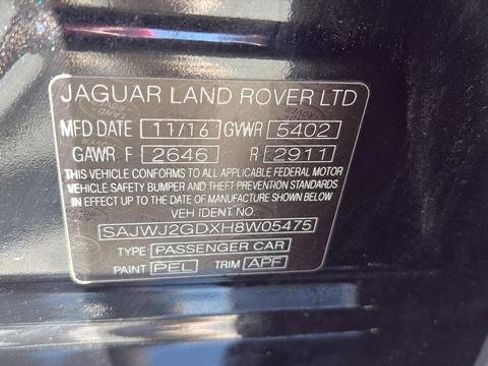 JAGUAR LAND ROVER LTD
MFD DATE 11/16 GVWR 5402
GAWR F 2646 R 2911
THIS VEHICLE CONFORMS TO ALL APPLICABLE FEDERAL MOTOR
VEHICLE SAFETY BUMPER AND THEFT PREVENTION STANDARDS
IN EFFECT UP TO THE DATE OF MANUFACTURE SHOWN BELOW.
VEH IDENT
SAJWJ2GDXH8W05475
TYPE PASSENGER CAR
PAINT PEL TRIM APF